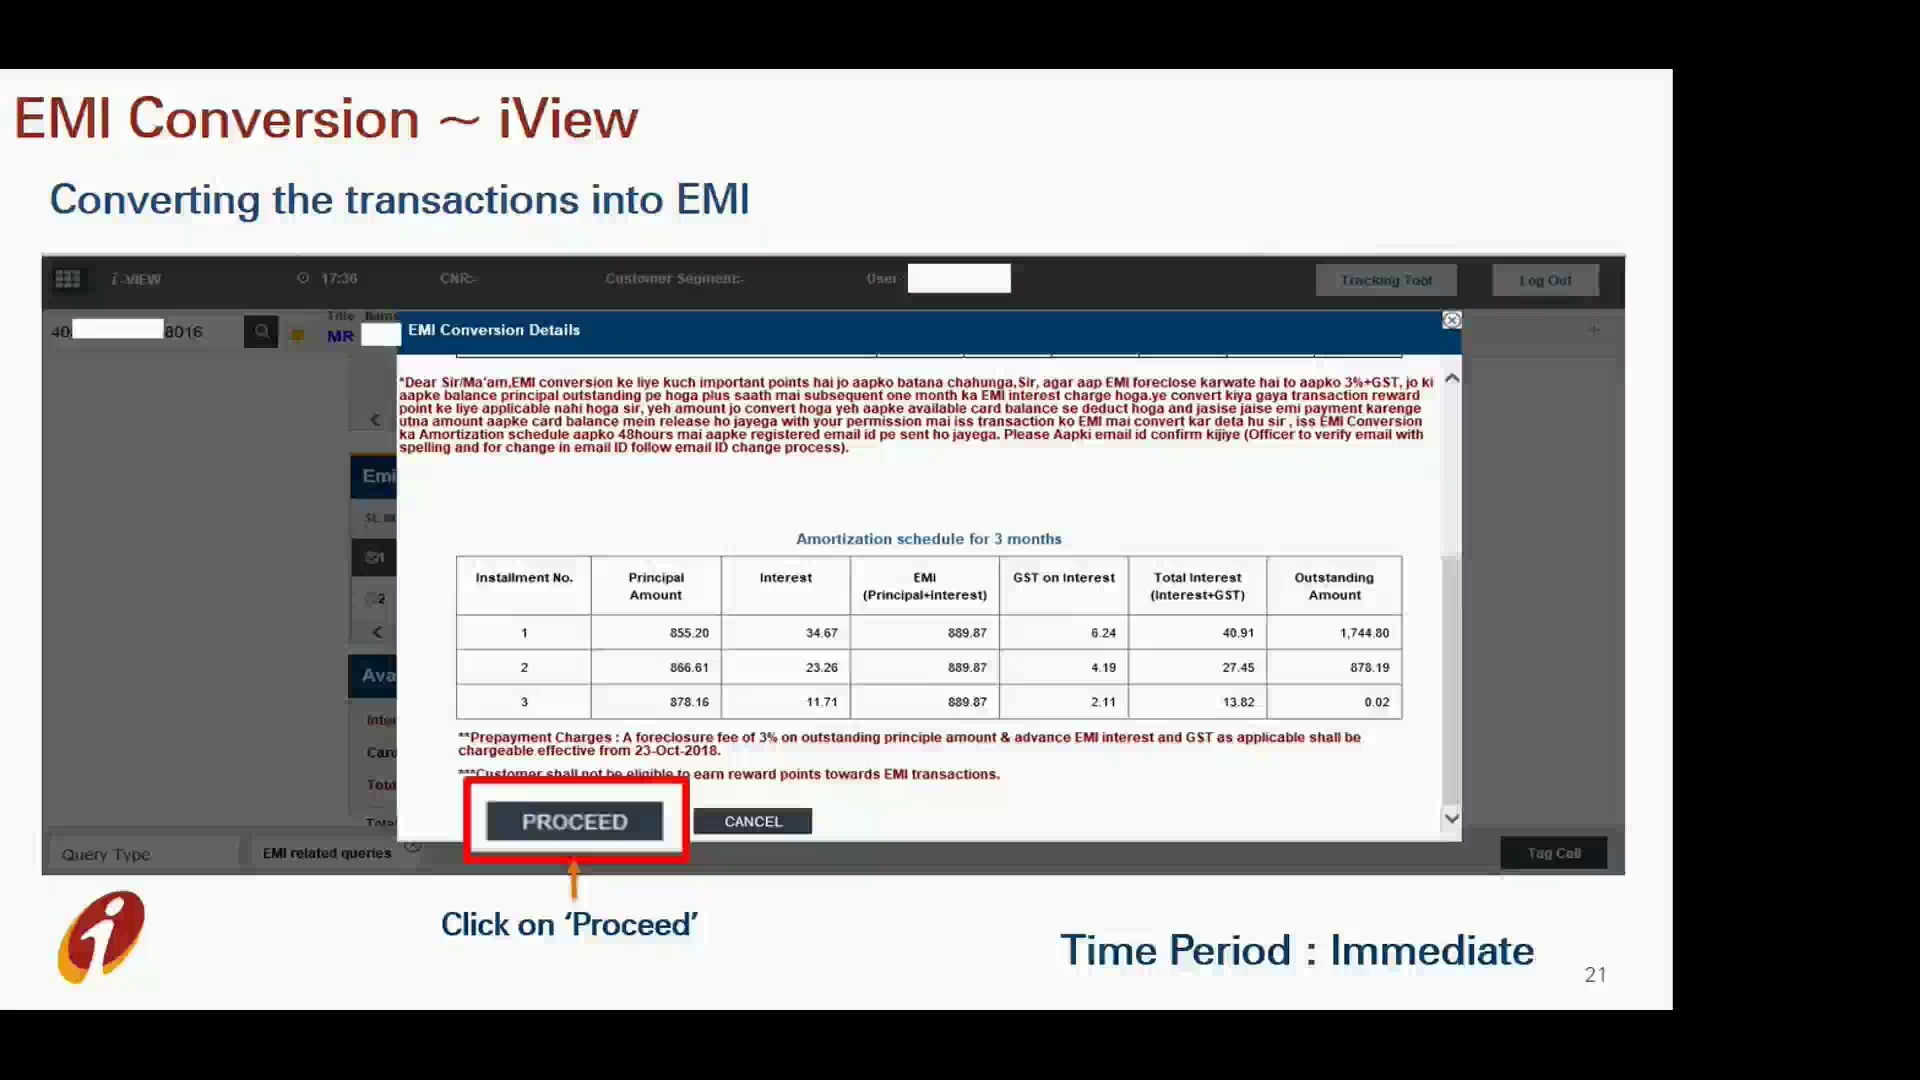 EMI Conversion ~ iView
Converting the transactions into EMI
i-VIEW 17:36 CNR:- Customer Segment:- User Tracking Tool Log Out
Title Name
40 8016 MR
EMI Conversion Details
*Dear Sir/Ma'am,EMI conversion ke liye kuch important points hai jo aapko batana chahunga,Sir, agar aap EMI foreclose karwate hai to aapko 3%+GST, jo ki
aapke balance principal outstanding pe hoga plus saath mai subsequent one month ka EMI interest charge hoga.ye convert kiya gaya transaction reward
point ke liye applicable nahi hoga sir, yeh amount jo convert hoga yeh aapke available card balance se deduct hoga and jasise jaise emi payment karenge
utna amount aapke card balance mein release ho jayega with your permission mai iss transaction ko EMI mai convert kar deta hu sir , iss EMI Conversion
ka Amortization schedule aapko 48hours mai aapke registered email id pe sent ho jayega. Please Aapki email id confirm kijiye (Officer to verify email with
spelling and for change in email ID follow email ID change process).
Emi
SL
1
2
Ava
Inter
Card
Total
Total
Amortization schedule for 3 months
Installment No. Principal Amount Interest EMI (Principal+Interest) GST on Interest Total Interest (Interest+GST) Outstanding Amount
1 855.20 34.67 889.87 6.24 40.91 1,744.80
2 866.61 23.26 889.87 4.19 27.45 878.19
3 878.16 11.71 889.87 2.11 13.82 0.02
**Prepayment Charges : A foreclosure fee of 3% on outstanding principle amount & advance EMI interest and GST as applicable shall be
chargeable effective from 23-Oct-2018.
***Customer shall not be eligible to earn reward points towards EMI transactions.
PROCEED CANCEL
Query Type EMI related queries Tag Call
Click on ‘Proceed’
Time Period : Immediate
21